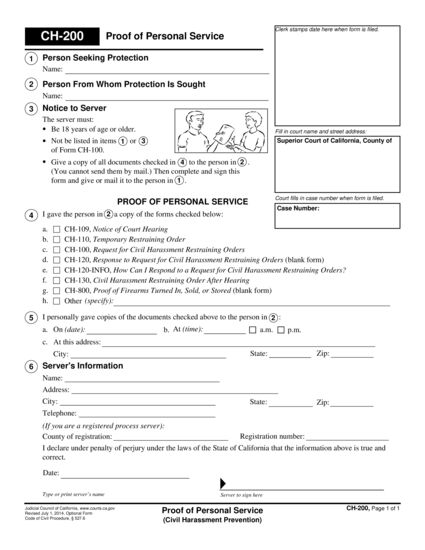 CH-200 Proof of Personal Service
Clerk stamps date here when form is filed.
1 Person Seeking Protection
Name:
2 Person From Whom Protection Is Sought
Name:
3 Notice to Server
The server must:
• Be 18 years of age or older.
• Not be listed in items 1 or 3
of Form CH-100.
• Give a copy of all documents checked in 4 to the person in 2.
(You cannot send them by mail.) Then complete and sign this
form and give or mail it to the person in 1.
Fill in court name and street address:
Superior Court of California, County of
Court fills in case number when form is filed.
Case Number:
PROOF OF PERSONAL SERVICE
4 I gave the person in 2 a copy of the forms checked below:
a. CH-109, Notice of Court Hearing
b. CH-110, Temporary Restraining Order
c. CH-100, Request for Civil Harassment Restraining Orders
d. CH-120, Response to Request for Civil Harassment Restraining Orders (blank form)
e. CH-120-INFO, How Can I Respond to a Request for Civil Harassment Restraining Orders?
f. CH-130, Civil Harassment Restraining Order After Hearing
g. CH-800, Proof of Firearms Turned In, Sold, or Stored (blank form)
h. Other (specify):
5 I personally gave copies of the documents checked above to the person in 2:
a. On (date): b. At (time): a.m. p.m.
c. At this address:
City: State: Zip:
6 Server's Information
Name:
Address:
City: State: Zip:
Telephone:
(If you are a registered process server):
County of registration: Registration number:
I declare under penalty of perjury under the laws of the State of California that the information above is true and
correct.
Date:
Type or print server's name Server to sign here
Judicial Council of California, www.courts.ca.gov
Revised July 1, 2014, Optional Form
Code of Civil Procedure, § 527.6
Proof of Personal Service
(Civil Harassment Prevention)
CH-200, Page 1 of 1